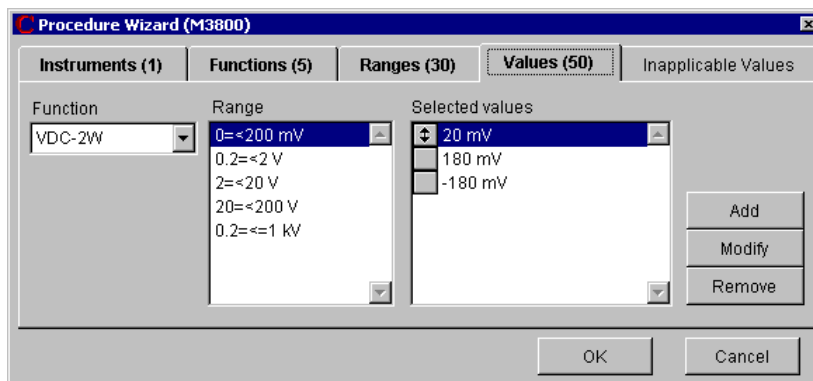 Procedure Wizard (M3800)
Instruments (1) Functions (5) Ranges (30) Values (50) Inapplicable Values
Function Range Selected values
VDC-2W 0=<200 mV 20 mV
0.2=<2 V 180 mV
2=<20 V -180 mV
20=<200 V
0.2=<=1 kV
Add
Modify
Remove
OK Cancel